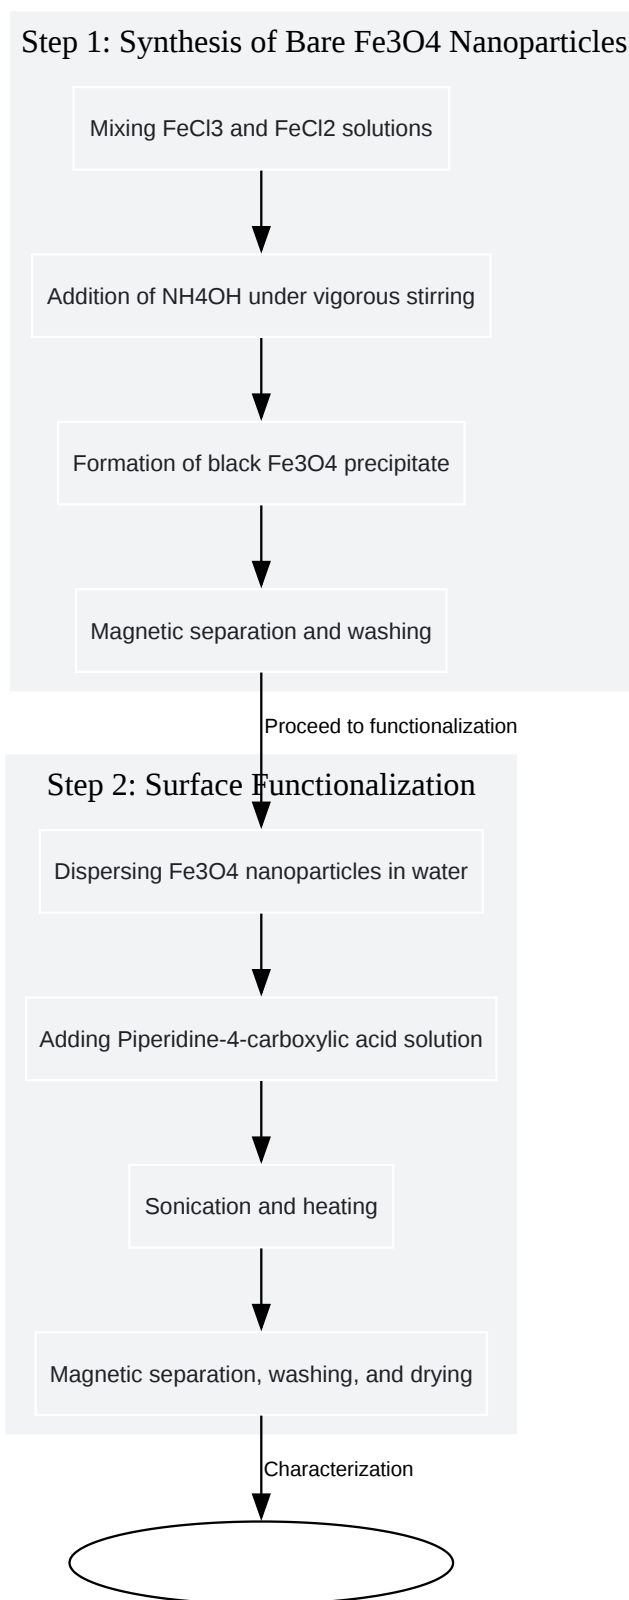 Step 1: Synthesis of Bare Fe3O4 Nanoparticles
Mixing FeCl3 and FeCl2 solutions
Addition of NH4OH under vigorous stirring
Formation of black Fe3O4 precipitate
Magnetic separation and washing
Proceed to functionalization
Step 2: Surface Functionalization
Dispersing Fe3O4 nanoparticles in water
Adding Piperidine-4-carboxylic acid solution
Sonication and heating
Magnetic separation, washing, and drying
Characterization